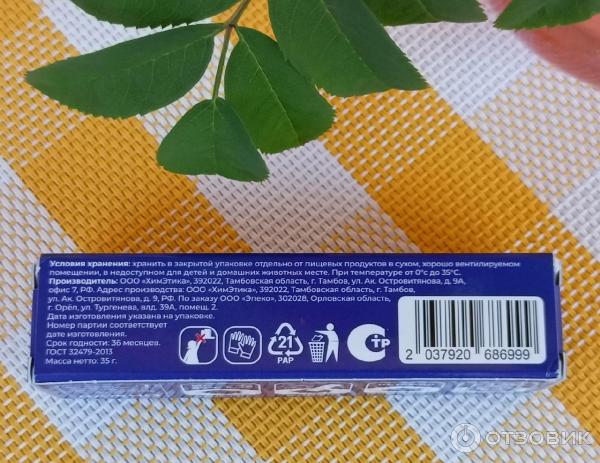 Условия хранения: хранить в закрытой упаковке отдельно от пищевых продуктов в сухом, хорошо вентилируемом
помещении, в недоступном для детей и домашних животных месте. При температуре от 0°С до 35°С.
Производитель: ООО «ХимЭтика», 392022, Тамбовская область, г. Тамбов, ул. Ак. Островитянова, д. 9А,
офис 7, РФ. Адрес производства: ООО «ХимЭтика», 392022, Тамбовская область, г. Тамбов,
ул. Ак. Островитянова, д. 9, РФ. По заказу ООО «Эпеко», 302028, Орловская область,
г. Орёл, ул. Тургенева, влд. 39А, помещ. 2.
Дата изготовления указана на упаковке.
Номер партии соответствует
дате изготовления.
Срок годности: 36 месяцев.
ГОСТ 32479-2013
Масса нетто: 35 г.
21
PAP
СТР
2 037920 686999
ОТЗОВИК